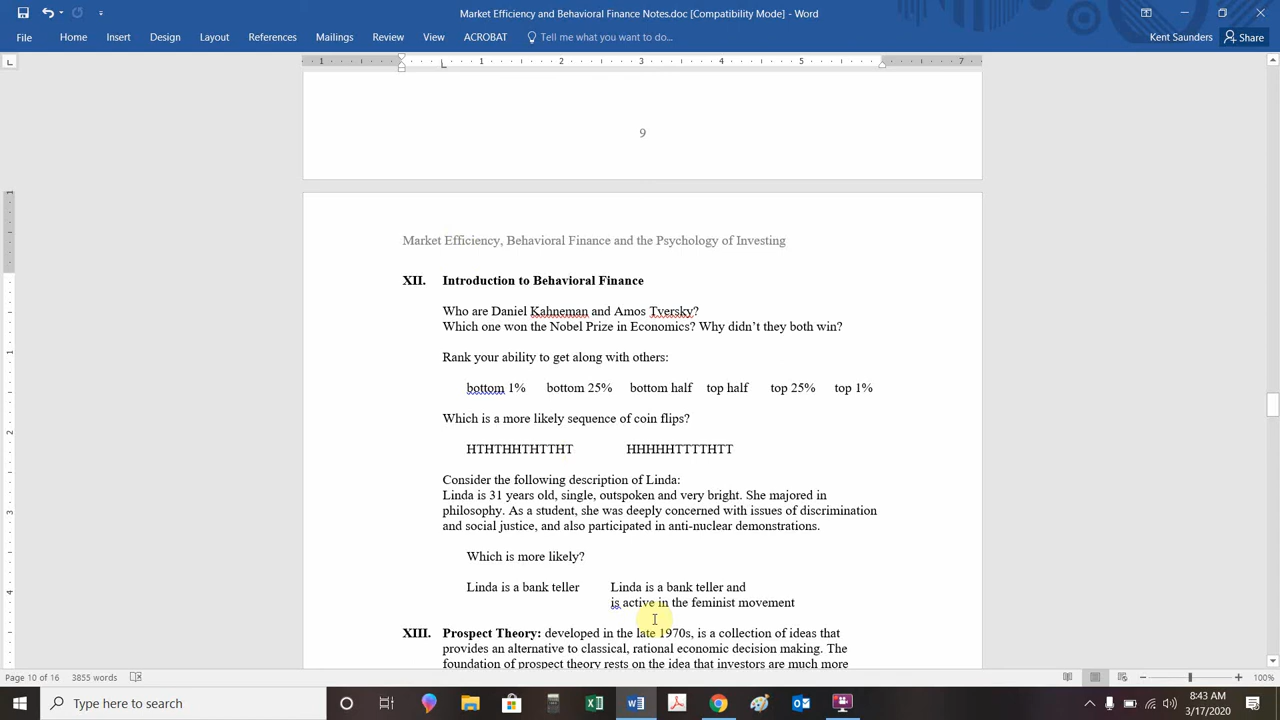 Market Efficiency and Behavioral Finance Notes.doc [Compatibility Mode] - Word
File Home Insert Design Layout References Mailings Review View ACROBAT Tell me what you want to do... Kent Saunders Share
1 1 2 3 4 5 7
9
Market Efficiency, Behavioral Finance and the Psychology of Investing
XII. Introduction to Behavioral Finance
Who are Daniel Kahneman and Amos Tversky?
Which one won the Nobel Prize in Economics? Why didn’t they both win?
Rank your ability to get along with others:
bottom 1% bottom 25% bottom half top half top 25% top 1%
Which is a more likely sequence of coin flips?
HTHTHHTHTTHT HHHHHTTTTHTT
Consider the following description of Linda:
Linda is 31 years old, single, outspoken and very bright. She majored in
philosophy. As a student, she was deeply concerned with issues of discrimination
and social justice, and also participated in anti-nuclear demonstrations.
Which is more likely?
Linda is a bank teller Linda is a bank teller and
is active in the feminist movement
XIII. Prospect Theory: developed in the late 1970s, is a collection of ideas that
provides an alternative to classical, rational economic decision making. The
foundation of prospect theory rests on the idea that investors are much more
Page 10 of 16 3855 words 100%
Type here to search 8:43 AM
3/17/2020